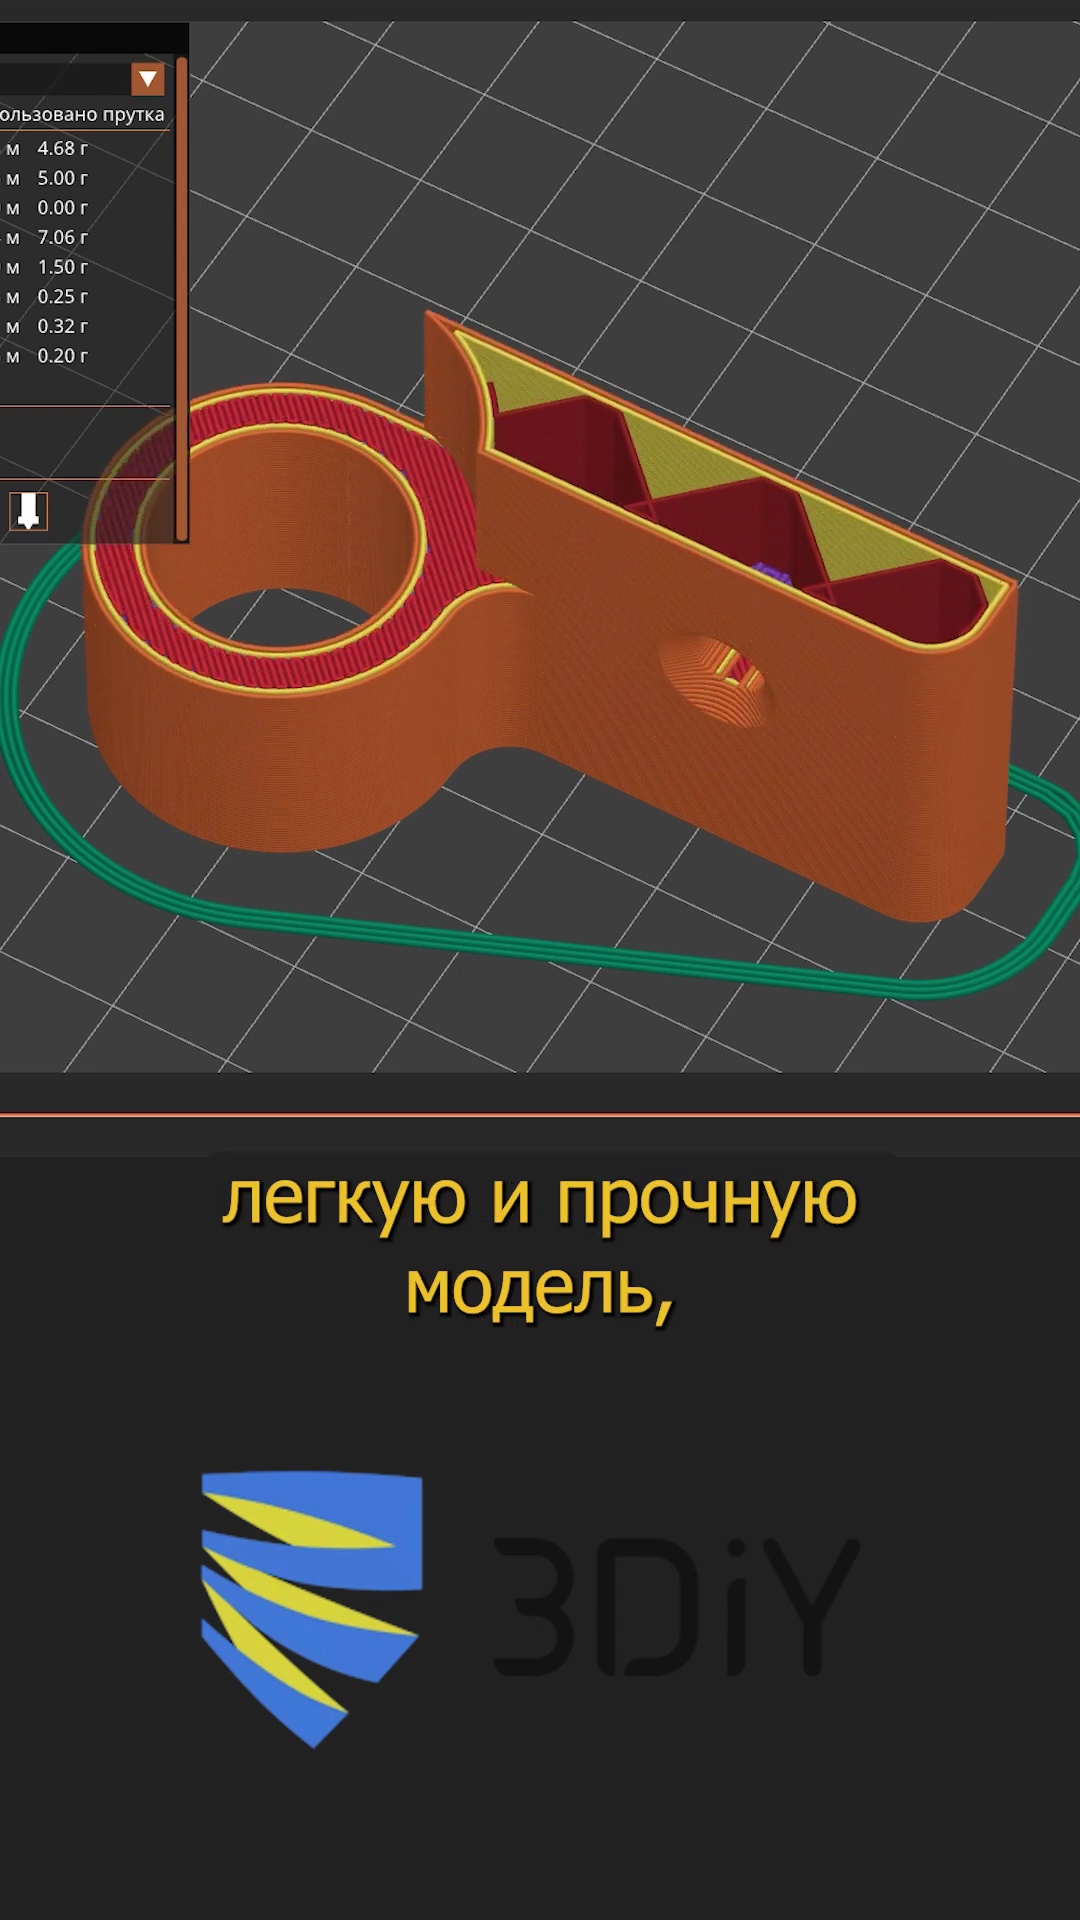 ользовано прутка
м 4.68 г
м 5.00 г
м 0.00 г
м 7.06 г
м 1.50 г
м 0.25 г
м 0.32 г
м 0.20 г
легкую и прочную
модель,
3DiY